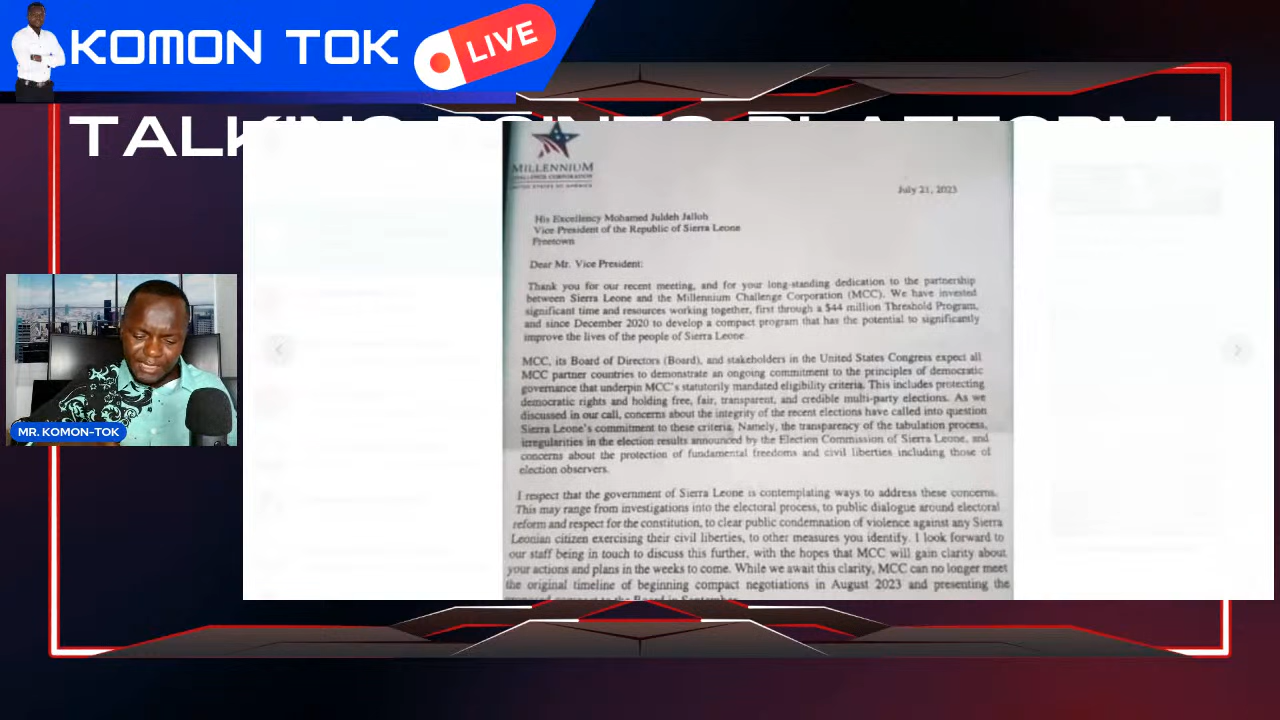 KOMON TOK
LIVE
TALKING POINTS PLATFORM
MILLENNIUM
CHALLENGE CORPORATION
UNITED STATES OF AMERICA
July 21, 2023
His Excellency Mohamed Juldeh Jalloh
Vice President of the Republic of Sierra Leone
Freetown
Dear Mr. Vice President:
Thank you for our recent meeting, and for your long-standing dedication to the partnership
between Sierra Leone and the Millennium Challenge Corporation (MCC). We have invested
significant time and resources working together, first through a $44 million Threshold Program,
and since December 2020 to develop a compact program that has the potential to significantly
improve the lives of the people of Sierra Leone.
MCC, its Board of Directors (Board), and stakeholders in the United States Congress expect all
MCC partner countries to demonstrate an ongoing commitment to the principles of democratic
governance that underpin MCC's statutorily mandated eligibility criteria. This includes protecting
democratic rights and holding free, fair, transparent, and credible multi-party elections. As we
discussed in our call, concerns about the integrity of the recent elections have called into question
Sierra Leone's commitment to these criteria. Namely, the transparency of the tabulation process,
irregularities in the election results announced by the Election Commission of Sierra Leone, and
concerns about the protection of fundamental freedoms and civil liberties including those of
election observers.
I respect that the government of Sierra Leone is contemplating ways to address these concerns.
This may range from investigations into the electoral process, to public dialogue around electoral
reform and respect for the constitution, to clear public condemnation of violence against any Sierra
Leonian citizen exercising their civil liberties, to other measures you identify. I look forward to
our staff being in touch to discuss this further, with the hopes that MCC will gain clarity about
your actions and plans in the weeks to come. While we await this clarity, MCC can no longer meet
the original timeline of beginning compact negotiations in August 2023 and presenting the
proposed compact to the Board in September.
MR. KOMON-TOK